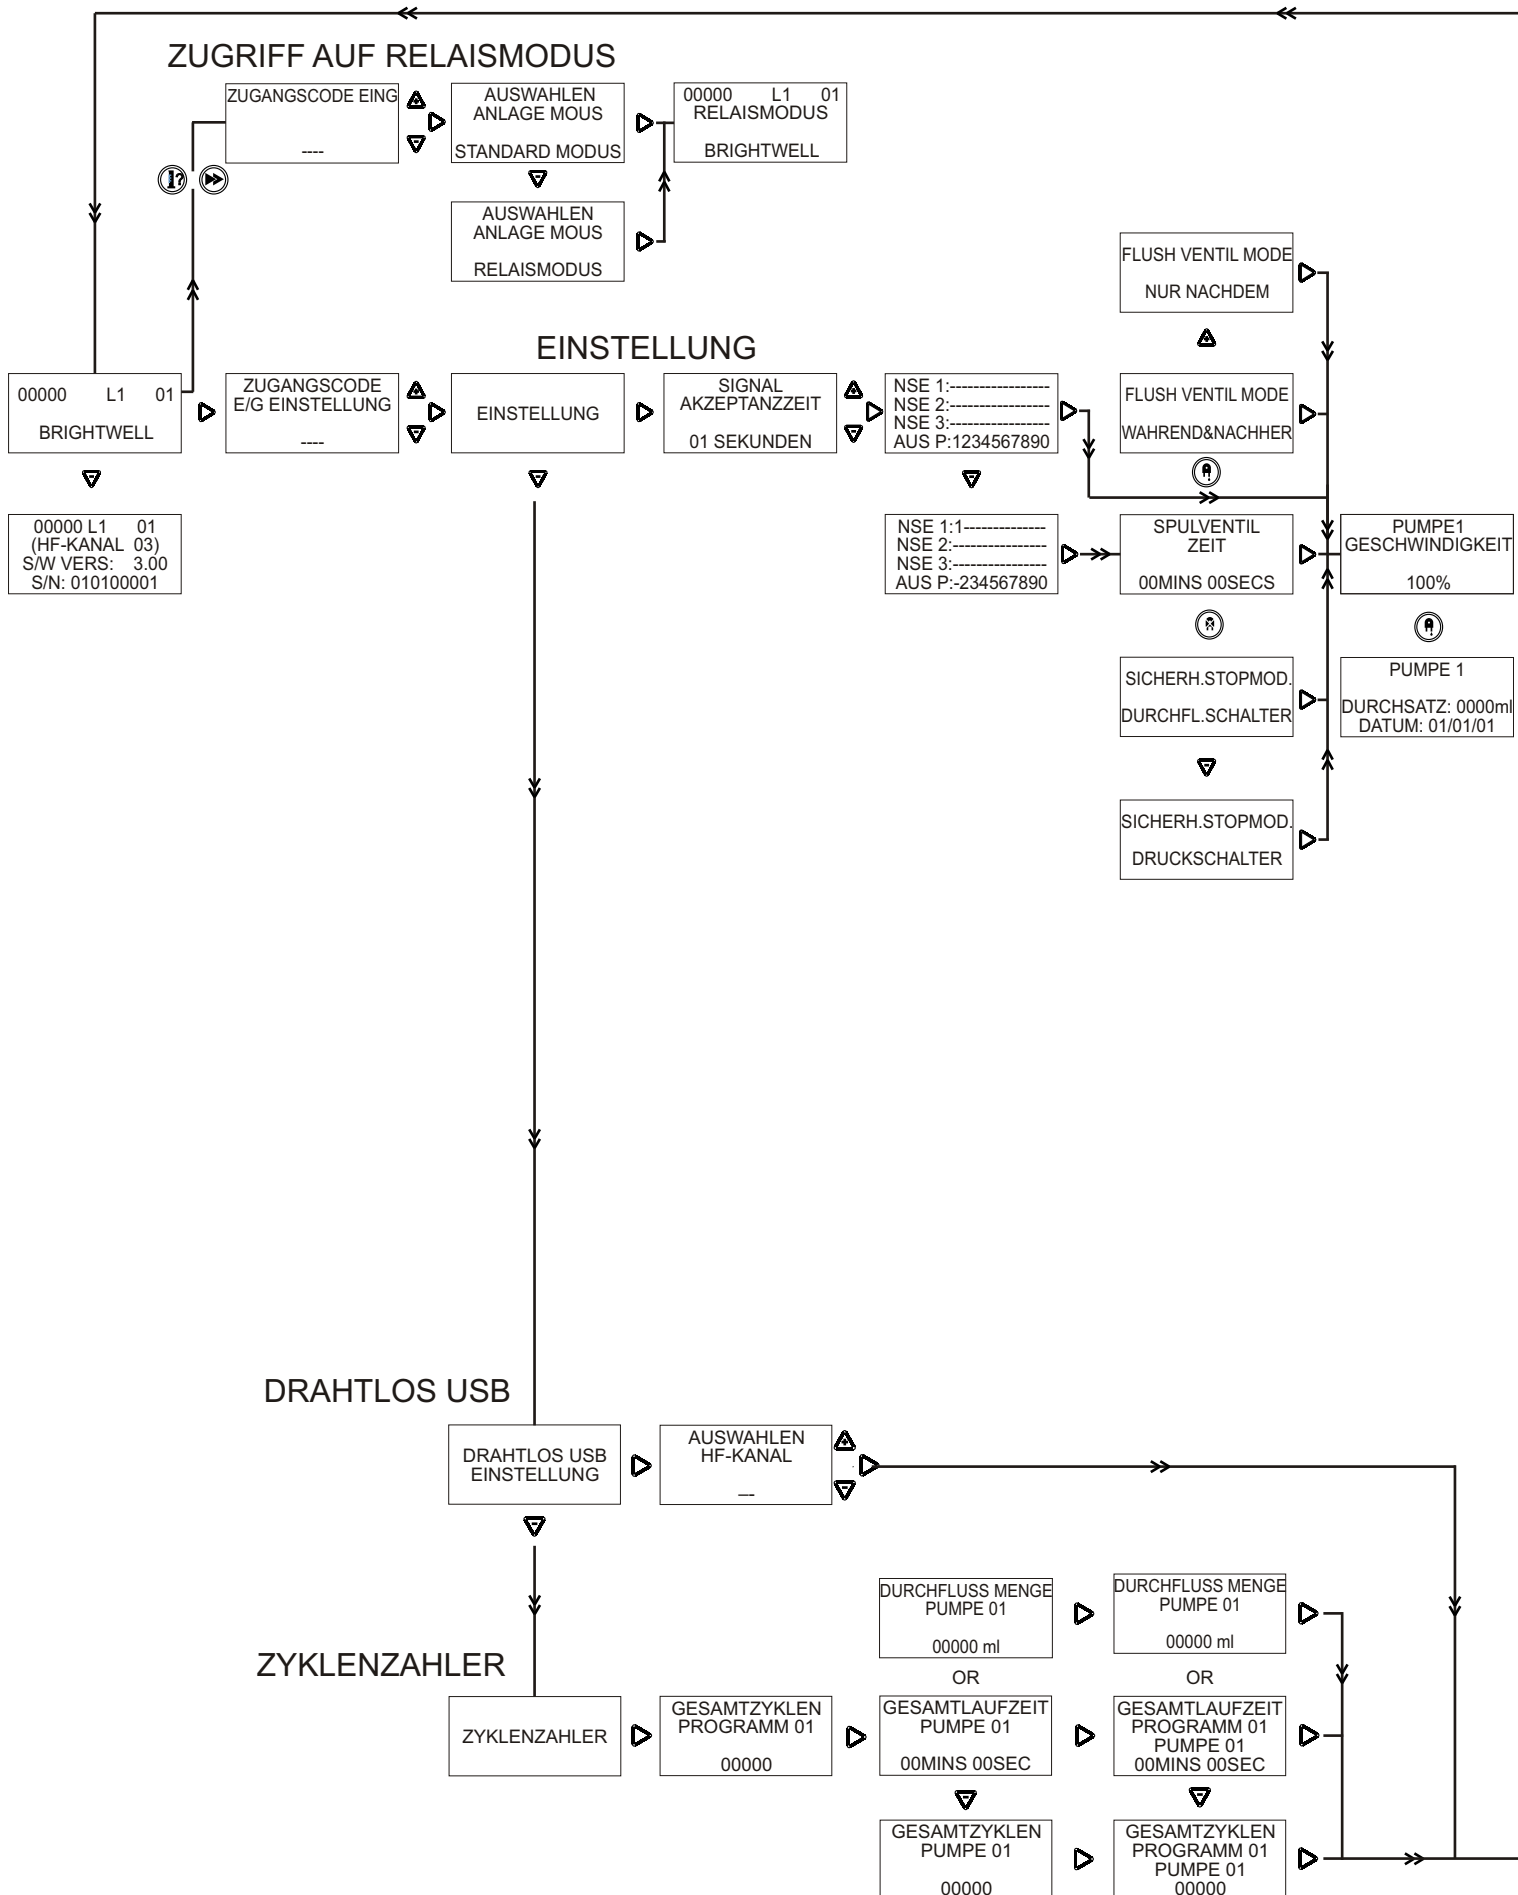 ZUGRIFF AUF RELAISMODUS
ZUGANGSCODE EING
----
AUSWAHLEN
ANLAGE MOUS
STANDARD MODUS
00000 L1 01
RELAISMODUS
BRIGHTWELL
AUSWAHLEN
ANLAGE MOUS
RELAISMODUS
EINSTELLUNG
00000 L1 01
BRIGHTWELL
ZUGANGSCODE
E/G EINSTELLUNG
----
EINSTELLUNG
SIGNAL
AKZEPTANZZEIT
01 SEKUNDEN
NSE 1:-----------------
NSE 2:-----------------
NSE 3:-----------------
AUS P:1234567890
FLUSH VENTIL MODE
NUR NACHDEM
FLUSH VENTIL MODE
WAHREND&NACHHER
00000 L1 01
(HF-KANAL 03)
S/W VERS: 3.00
S/N: 010100001
NSE 1:1--------------
NSE 2:----------------
NSE 3:----------------
AUS P:-234567890
SPULVENTIL
ZEIT
00MINS 00SECS
PUMPE1
GESCHWINDIGKEIT
100%
SICHERH.STOPMOD.
DURCHFL.SCHALTER
PUMPE 1
DURCHSATZ: 0000ml
DATUM: 01/01/01
SICHERH.STOPMOD.
DRUCKSCHALTER
DRAHTLOS USB
DRAHTLOS USB
EINSTELLUNG
AUSWAHLEN
HF-KANAL
--
ZYKLENZAHLER
DURCHFLUSS MENGE
PUMPE 01
00000 ml
OR
DURCHFLUSS MENGE
PUMPE 01
00000 ml
OR
ZYKLENZAHLER
GESAMTZYKLEN
PROGRAMM 01
00000
GESAMTLAUFZEIT
PUMPE 01
00MINS 00SEC
GESAMTLAUFZEIT
PROGRAMM 01
PUMPE 01
00MINS 00SEC
GESAMTZYKLEN
PUMPE 01
00000
GESAMTZYKLEN
PROGRAMM 01
PUMPE 01
00000